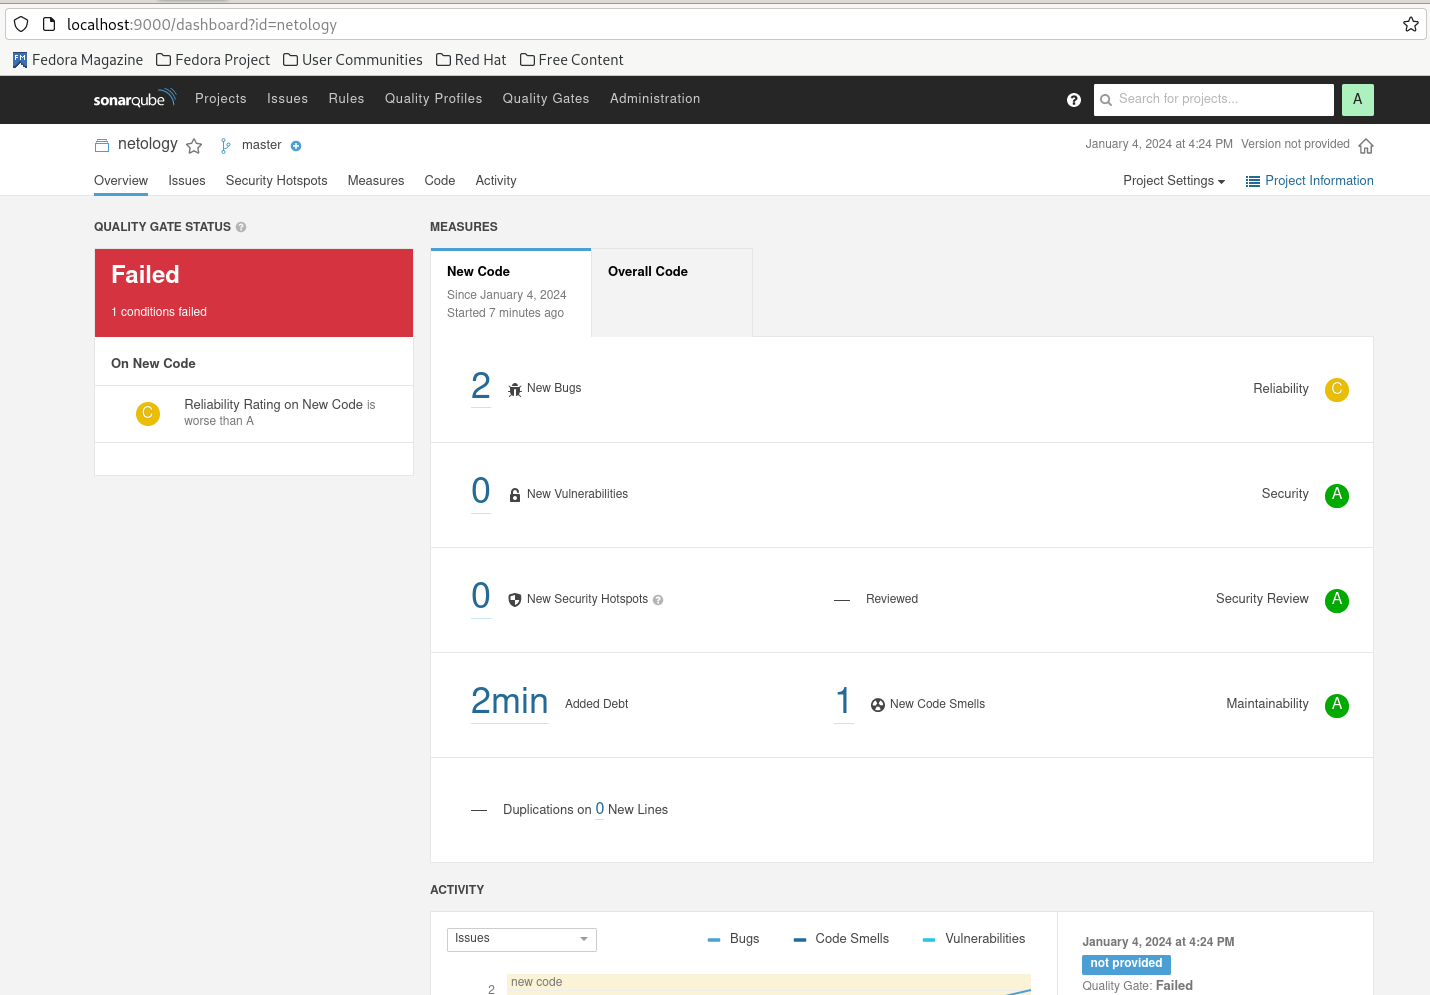 localhost:9000/dashboard?id=netology
FM Fedora Magazine Fedora Project User Communities Red Hat Free Content
sonarqube Projects Issues Rules Quality Profiles Quality Gates Administration ? Search for projects... A
netology master January 4, 2024 at 4:24 PM Version not provided
Overview Issues Security Hotspots Measures Code Activity Project Settings Project Information
QUALITY GATE STATUS ?
Failed
1 conditions failed
On New Code
C Reliability Rating on New Code is
worse than A
MEASURES
New Code Overall Code
Since January 4, 2024
Started 7 minutes ago
2 New Bugs Reliability C
0 New Vulnerabilities Security A
0 New Security Hotspots ? — Reviewed Security Review A
2min Added Debt 1 New Code Smells Maintainability A
— Duplications on 0 New Lines
ACTIVITY
Issues Bugs Code Smells Vulnerabilities
new code
2
January 4, 2024 at 4:24 PM
not provided
Quality Gate: Failed